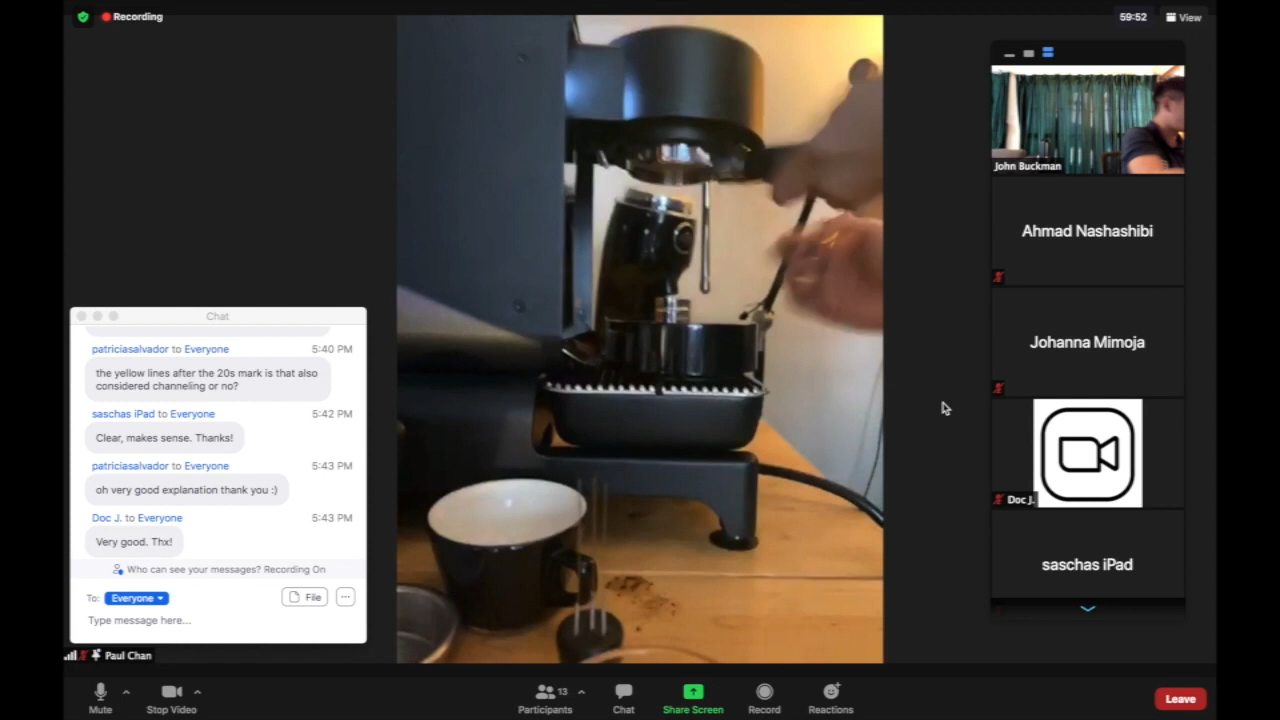 Recording
59:52
View
John Buckman
Ahmad Nashashibi
Johanna Mimoja
Doc J.
saschas iPad
Chat
patriciasalvador to Everyone
5:40 PM
the yellow lines after the 20s mark is that also
considered channeling or no?
saschas iPad to Everyone
5:42 PM
Clear, makes sense. Thanks!
patriciasalvador to Everyone
5:43 PM
oh very good explanation thank you :)
Doc J. to Everyone
5:43 PM
Very good. Thx!
Who can see your messages? Recording On
To:
Everyone
File
Type message here...
Paul Chan
Mute
Stop Video
13
Participants
Chat
Share Screen
Record
Reactions
Leave